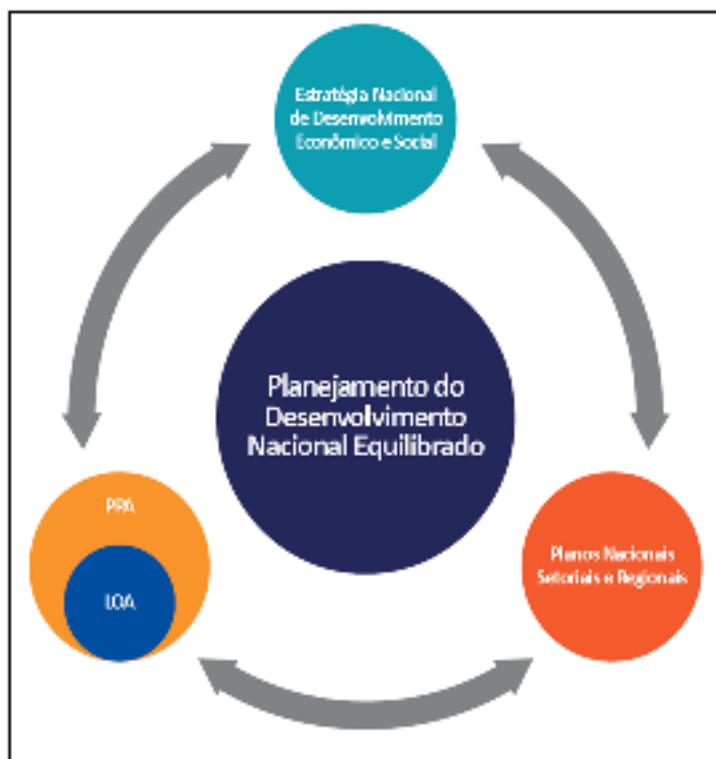 Estratégia Nacional
de Desenvolvimento
Econômico e Social
Planejamento do
Desenvolvimento
Nacional Equilibrado
PPA
LOA
Planos Nacionais
Setoriais e Regionais